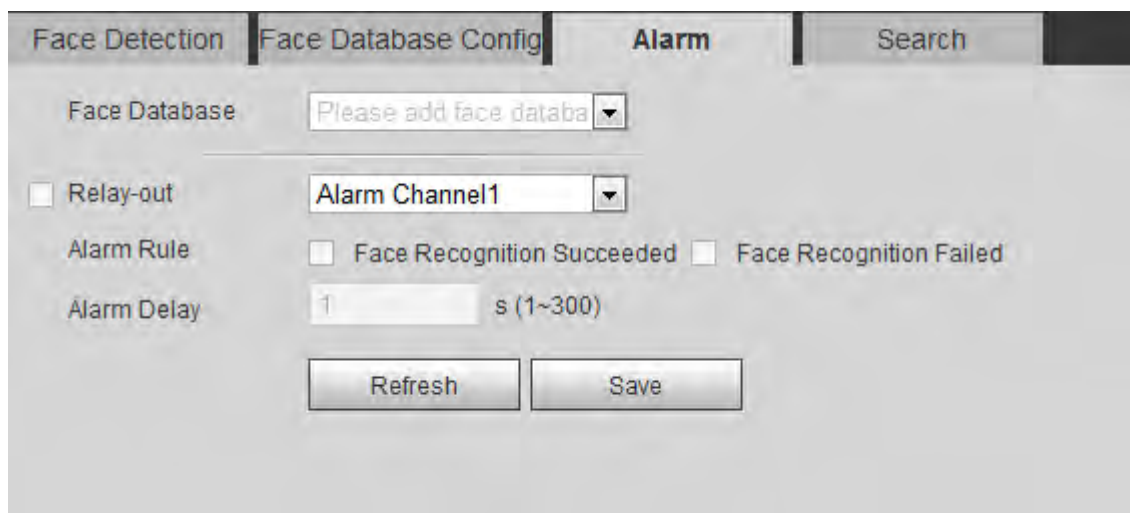 Face Detection Face Database Config Alarm Search
Face Database Please add face databa
Relay-out Alarm Channel1
Alarm Rule Face Recognition Succeeded Face Recognition Failed
Alarm Delay 1 s (1~300)
Refresh Save